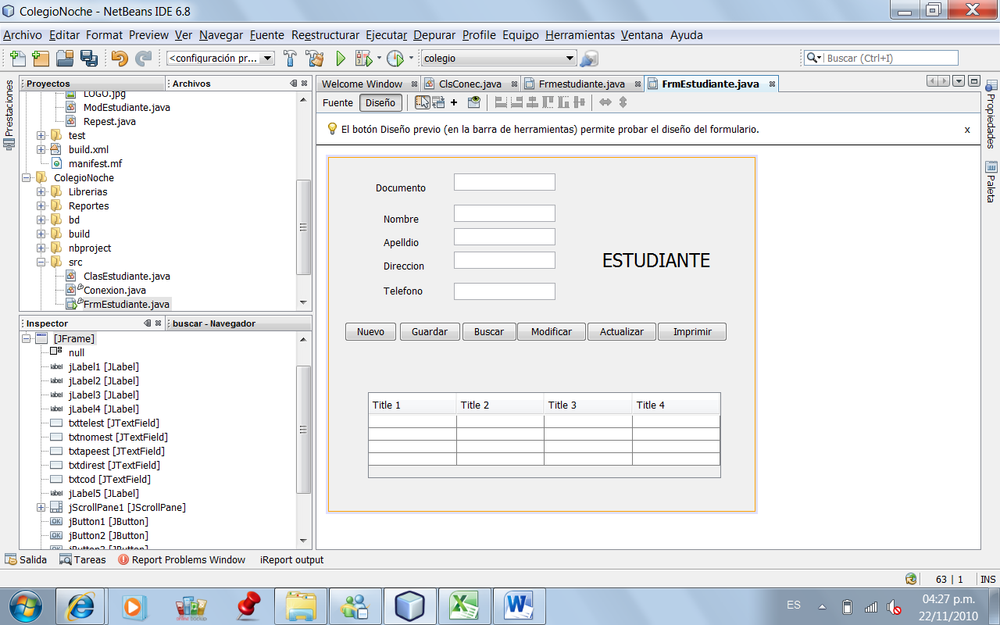 ColegioNoche - NetBeans IDE 6.8
Archivo Editar Format Preview Ver Navegar Fuente Reestructurar Ejecutar Depurar Profile Equipo Herramientas Ventana Ayuda
<configuración pr... colegio Buscar (Ctrl+I)
Prestaciones
Proyectos Archivos
LOGO.jpg
ModEstudiante.java
Repest.java
test
build.xml
manifest.mf
ColegioNoche
Librerias
Reportes
bd
build
nbproject
src
ClasEstudiante.java
Conexion.java
FrmEstudiante.java
Inspector buscar - Navegador
[JFrame]
null
jLabel1 [JLabel]
jLabel2 [JLabel]
jLabel3 [JLabel]
jLabel4 [JLabel]
txttelest [JTextField]
txtnomest [JTextField]
txtapeest [JTextField]
txtdirest [JTextField]
txtcod [JTextField]
jLabel5 [JLabel]
jScrollPane1 [JScrollPane]
jButton1 [JButton]
jButton2 [JButton]
jButton3 [JButton]
Welcome Window ClsConec.java Frmestudiante.java FrmEstudiante.java
Fuente Diseño
El botón Diseño previo (en la barra de herramientas) permite probar el diseño del formulario. x
Documento
Nombre
Apelldio
Direccion
Telefono
ESTUDIANTE
Nuevo Guardar Buscar Modificar Actualizar Imprimir
Title 1 Title 2 Title 3 Title 4
Propiedades
Paleta
Salida Tareas Report Problems Window iReport output
63 | 1 INS
ES
04:27 p.m.
22/11/2010